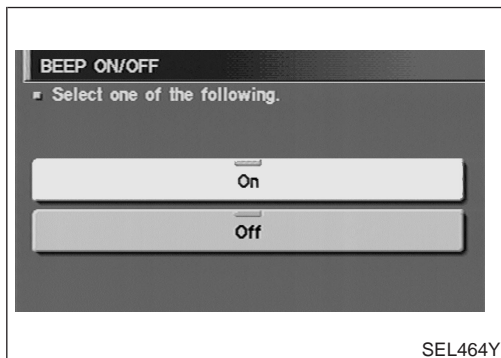 BEEP ON/OFF
Select one of the following.
On
Off
SEL464Y